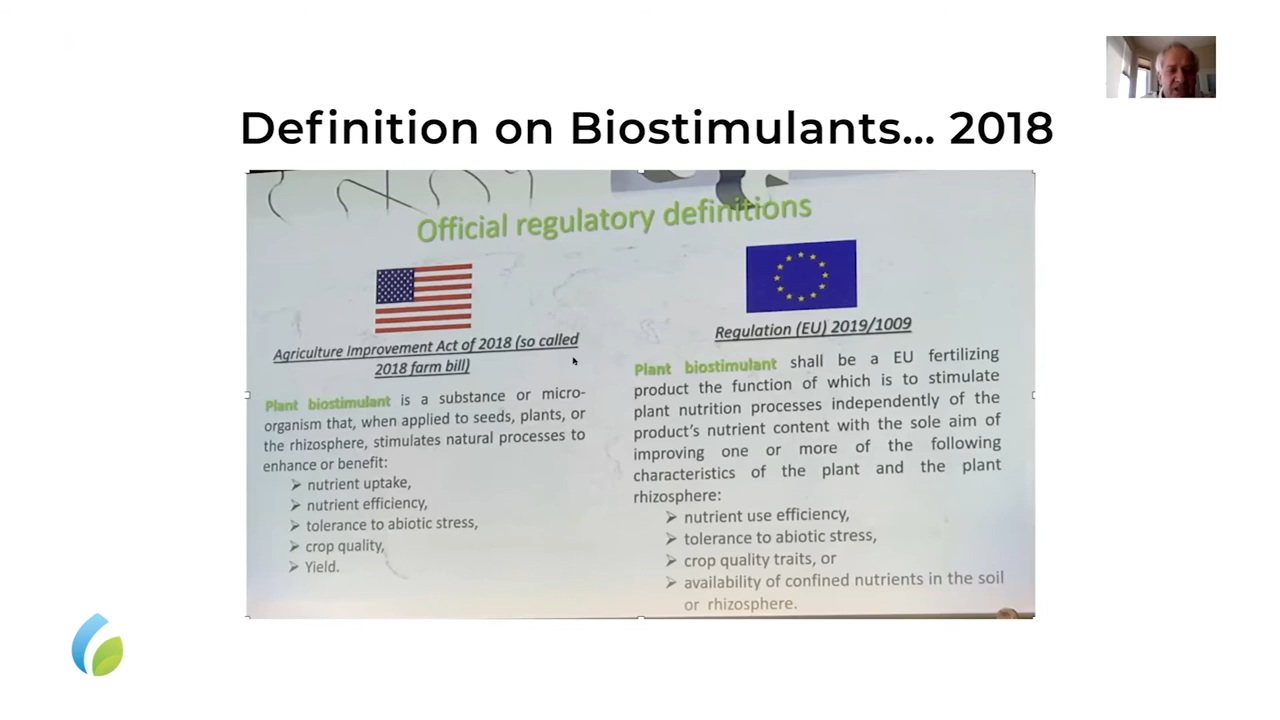 Definition on Biostimulants... 2018
Official regulatory definitions
Agriculture Improvement Act of 2018 (so called
2018 farm bill)
Plant biostimulant is a substance or micro-
organism that, when applied to seeds, plants, or
the rhizosphere, stimulates natural processes to
enhance or benefit:
➢ nutrient uptake,
➢ nutrient efficiency,
➢ tolerance to abiotic stress,
➢ crop quality,
➢ Yield.
Regulation (EU) 2019/1009
Plant biostimulant shall be a EU fertilizing
product the function of which is to stimulate
plant nutrition processes independently of the
product's nutrient content with the sole aim of
improving one or more of the following
characteristics of the plant and the plant
rhizosphere:
➢ nutrient use efficiency,
➢ tolerance to abiotic stress,
➢ crop quality traits, or
➢ availability of confined nutrients in the soil
or rhizosphere.